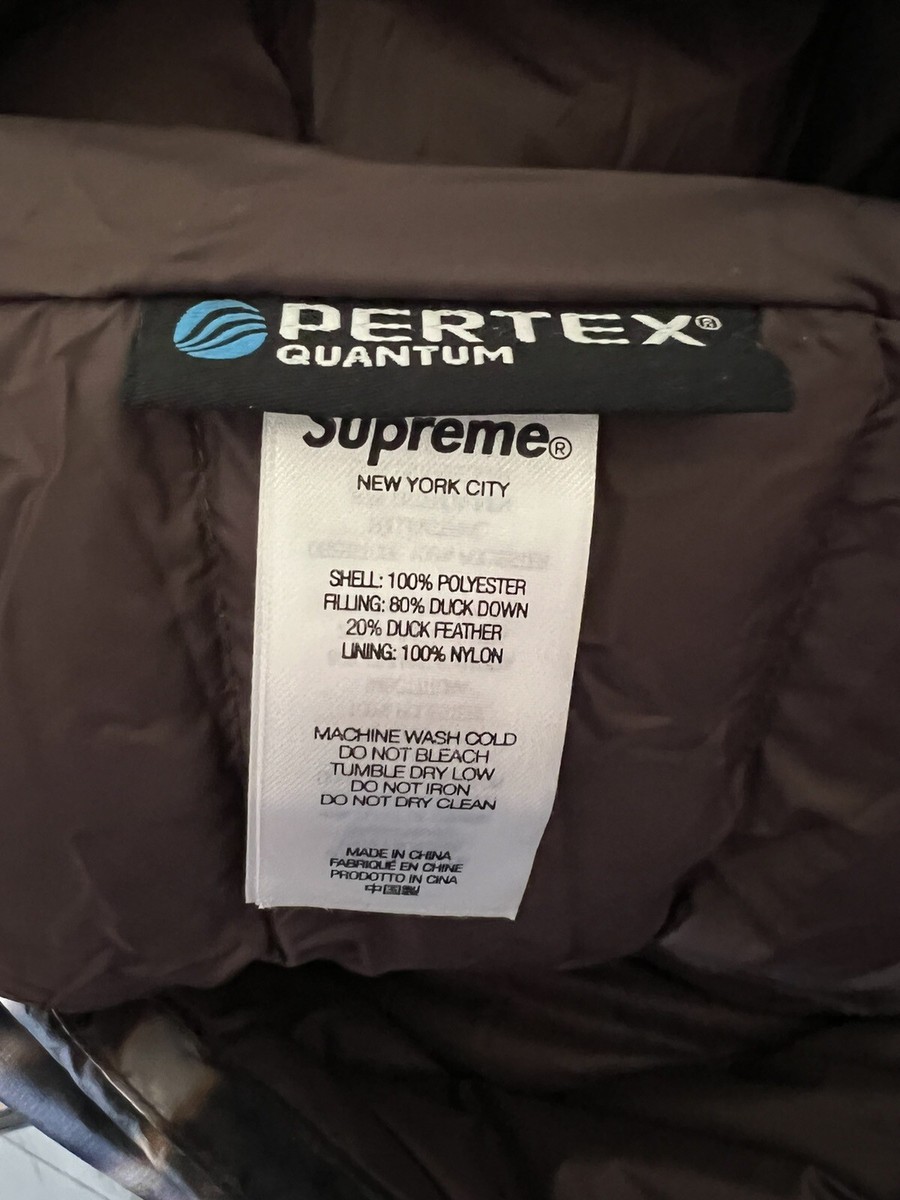 PERTEX®
QUANTUM
Supreme®
NEW YORK CITY
SHELL: 100% POLYESTER
FILLING: 80% DUCK DOWN
20% DUCK FEATHER
LINING: 100% NYLON
MACHINE WASH COLD
DO NOT BLEACH
TUMBLE DRY LOW
DO NOT IRON
DO NOT DRY CLEAN
MADE IN CHINA
FABRIQUÉ EN CHINE
PRODOTTO IN CINA
中国製